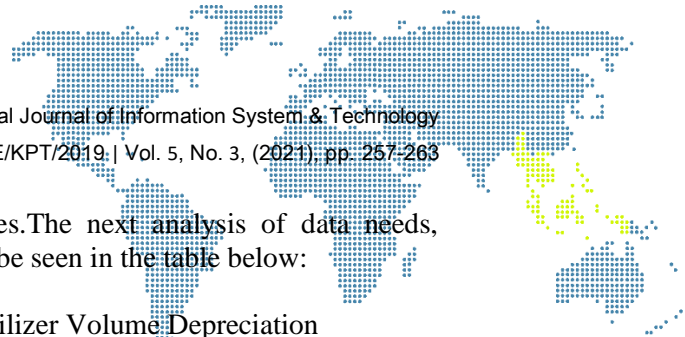 al Journal of Information System & Technology
E/KPT/2019 | Vol. 5, No. 3, (2021), pp. 257-263
es.The next analysis of data needs,
be seen in the table below:
ilizer Volume Depreciation